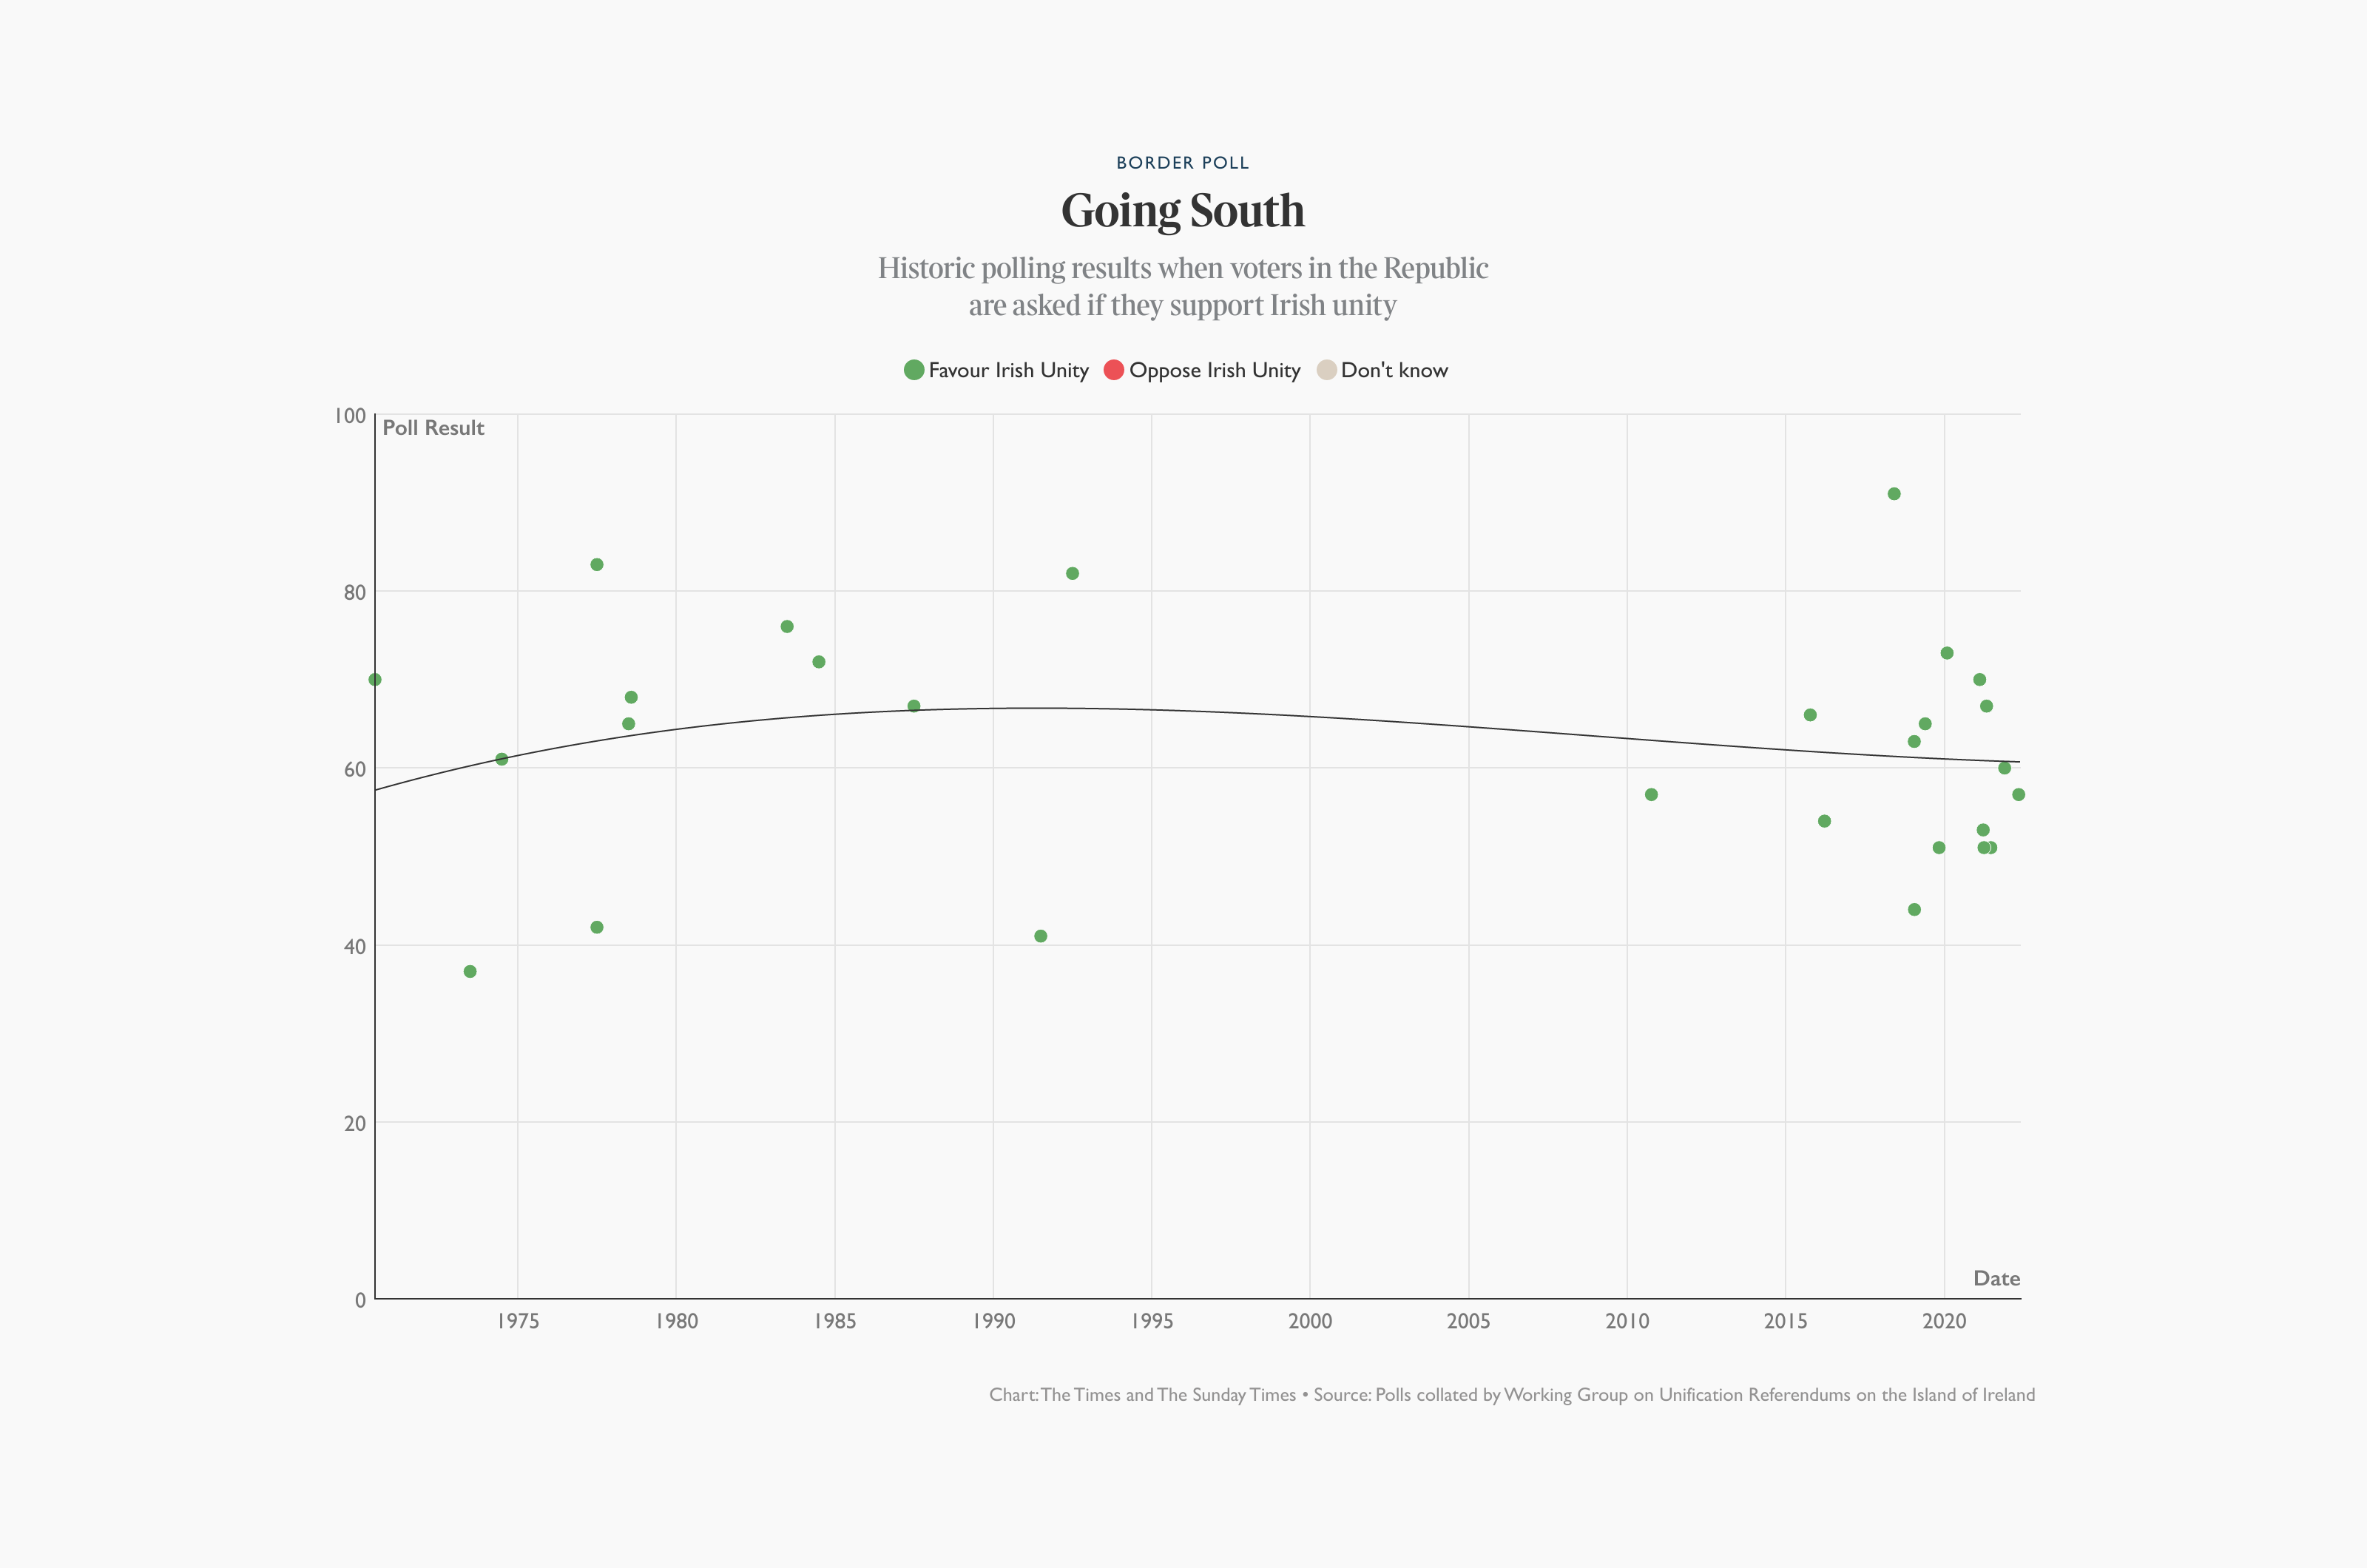 BORDER POLL
Going South
Historic polling results when voters in the Republic
are asked if they support Irish unity
Favour Irish Unity Oppose Irish Unity Don't know
100
Poll Result
80
60
40
20
Date
0
1975 1980 1985 1990 1995 2000 2005 2010 2015 2020
Chart: The Times and The Sunday Times • Source: Polls collated by Working Group on Unification Referendums on the Island of Ireland